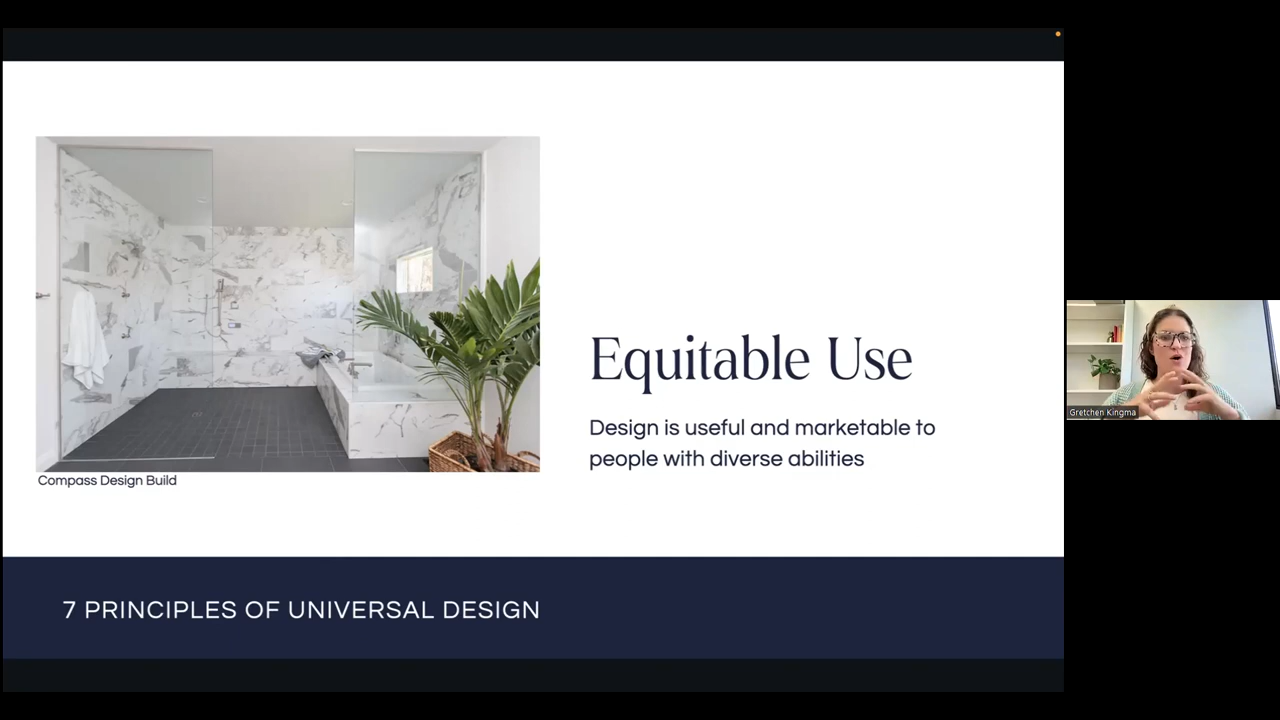 Equitable Use
Design is useful and marketable to
people with diverse abilities
Compass Design Build
7 PRINCIPLES OF UNIVERSAL DESIGN
Gretchen Kingma